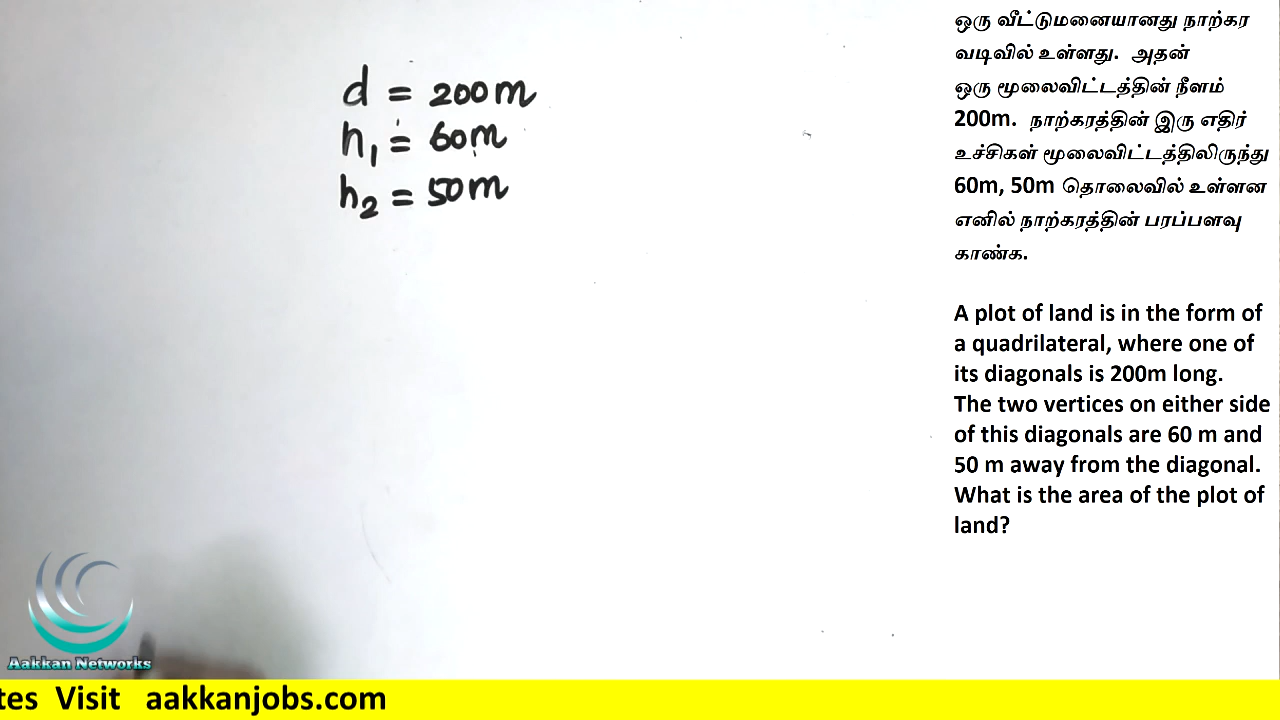 d = 200m
h₁ = 60m
h₂ = 50m
ஒரு வீட்டுமனையானது நாற்கர
வடிவில் உள்ளது. அதன்
ஒரு மூலைவிட்டத்தின் நீளம்
200m. நாற்கரத்தின் இரு எதிர்
உச்சிகள் மூலைவிட்டத்திலிருந்து
60m, 50m தொலைவில் உள்ளன
எனில் நாற்கரத்தின் பரப்பளவு
காண்க.
A plot of land is in the form of
a quadrilateral, where one of
its diagonals is 200m long.
The two vertices on either side
of this diagonals are 60 m and
50 m away from the diagonal.
What is the area of the plot of
land?
Aakkan Networks
tes Visit aakkanjobs.com